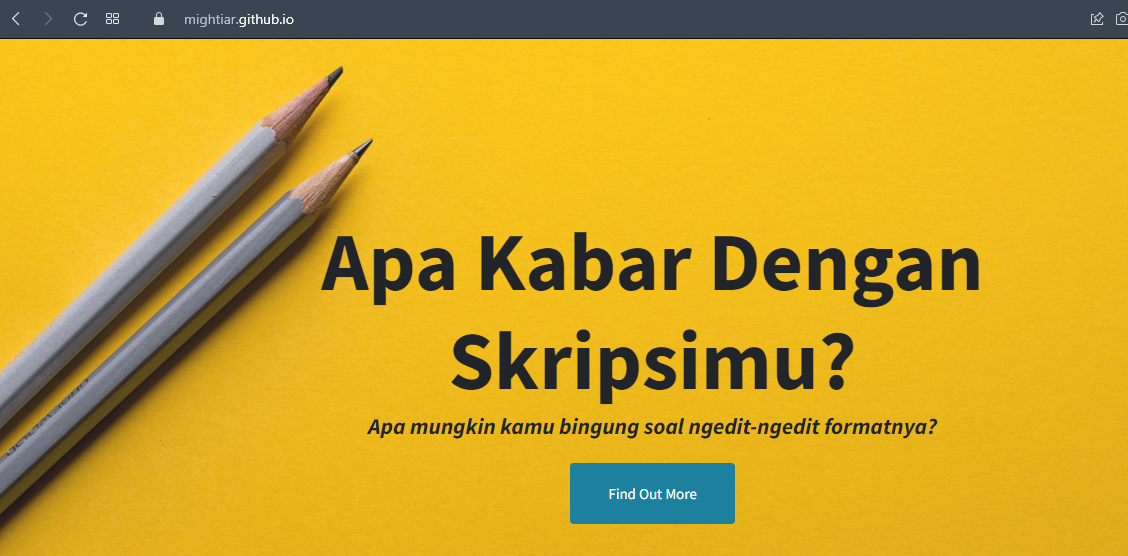 mightiar.github.io
Apa Kabar Dengan
Skripsimu?
Apa mungkin kamu bingung soal ngedit-ngedit formatnya?
Find Out More